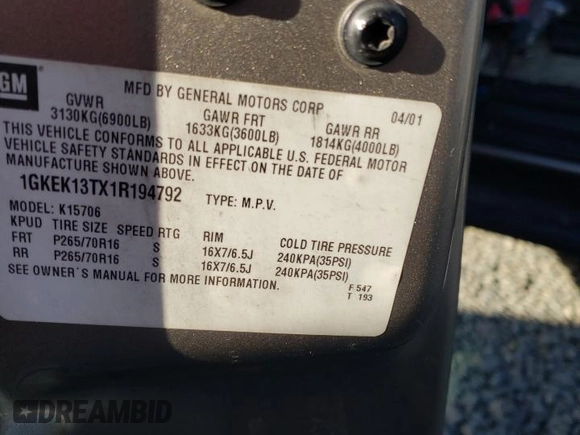 GM
MFD BY GENERAL MOTORS CORP 04/01
GVWR GAWR FRT GAWR RR
3130KG(6900LB) 1633KG(3600LB) 1814KG(4000LB)
THIS VEHICLE CONFORMS TO ALL APPLICABLE U.S. FEDERAL MOTOR
VEHICLE SAFETY STANDARDS IN EFFECT ON THE DATE OF
MANUFACTURE SHOWN ABOVE.
1GKEK13TX1R194792 TYPE: M.P.V.
MODEL: K15706
KPUD TIRE SIZE SPEED RTG RIM COLD TIRE PRESSURE
FRT P265/70R16 S 16X7/6.5J 240KPA(35PSI)
RR P265/70R16 S 16X7/6.5J 240KPA(35PSI)
SEE OWNER'S MANUAL FOR MORE INFORMATION.
F 547
T 193
DREAMBID